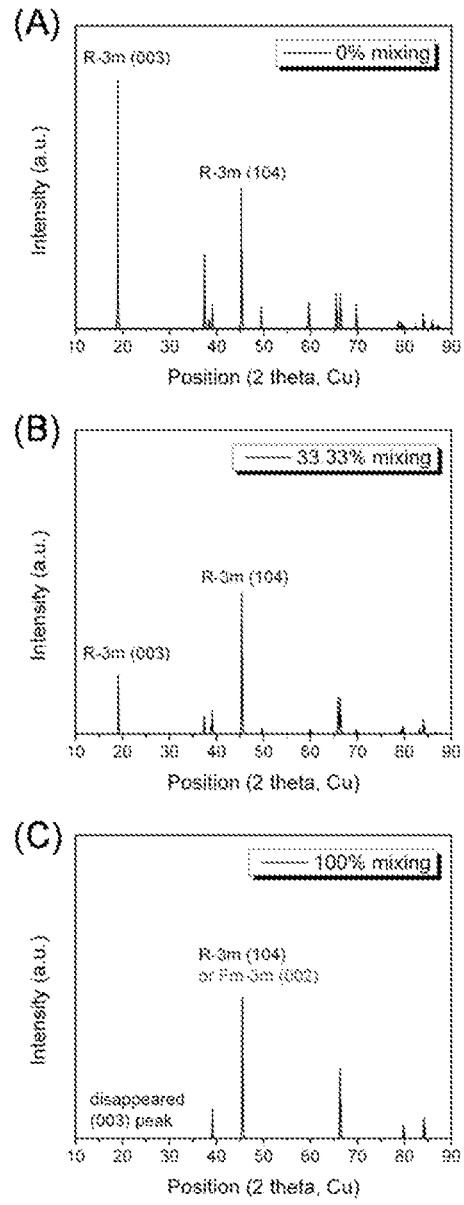 (A)
0% mixing
R-3m (003)
R-3m (104)
Intensity (a.u.)
10 20 30 40 50 60 70 80 90
Position (2 theta, Cu)
(B)
33.33% mixing
R-3m (104)
R-3m (003)
Intensity (a.u.)
10 20 30 40 50 60 70 80 90
Position (2 theta, Cu)
(C)
100% mixing
R-3m (104)
or Fm-3m (002)
Intensity (a.u.)
disappeared
(003) peak
10 20 30 40 50 60 70 80 90
Position (2 theta, Cu)